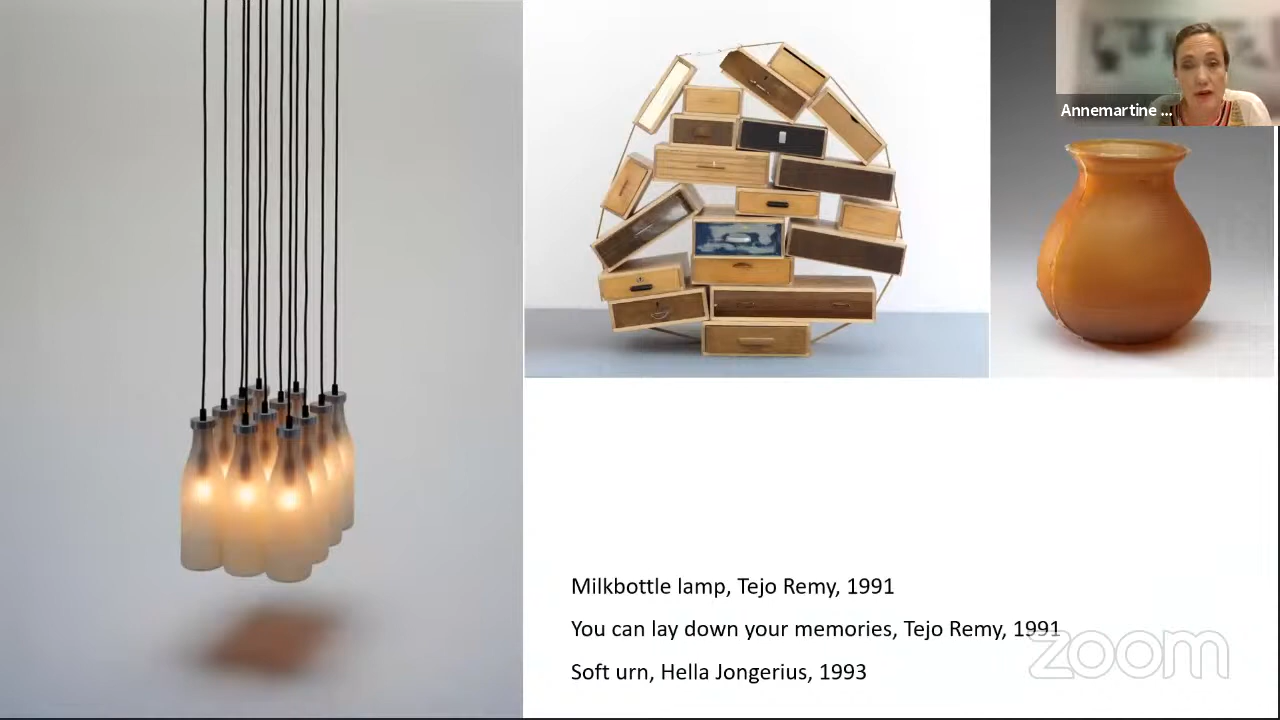 Annemartine ...
Milkbottle lamp, Tejo Remy, 1991
You can lay down your memories, Tejo Remy, 1991
Soft urn, Hella Jongerius, 1993
zoom